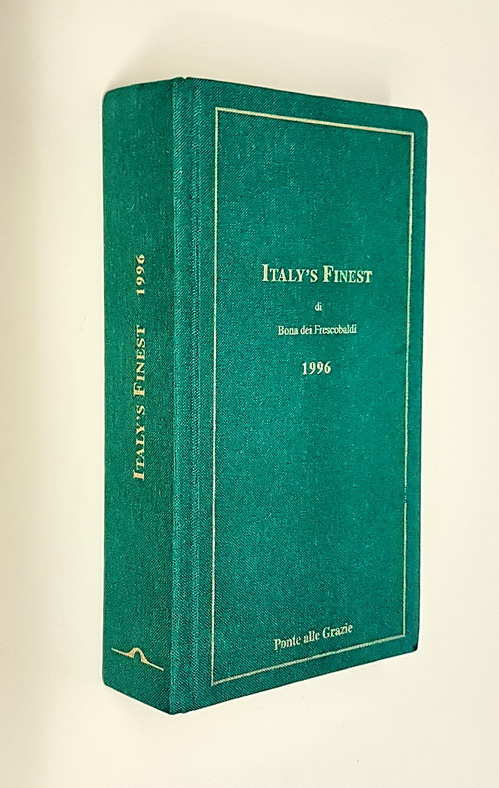 ITALY'S FINEST 1996
ITALY'S FINEST
di
Bona dei Frescobaldi
1996
Ponte alle Grazie